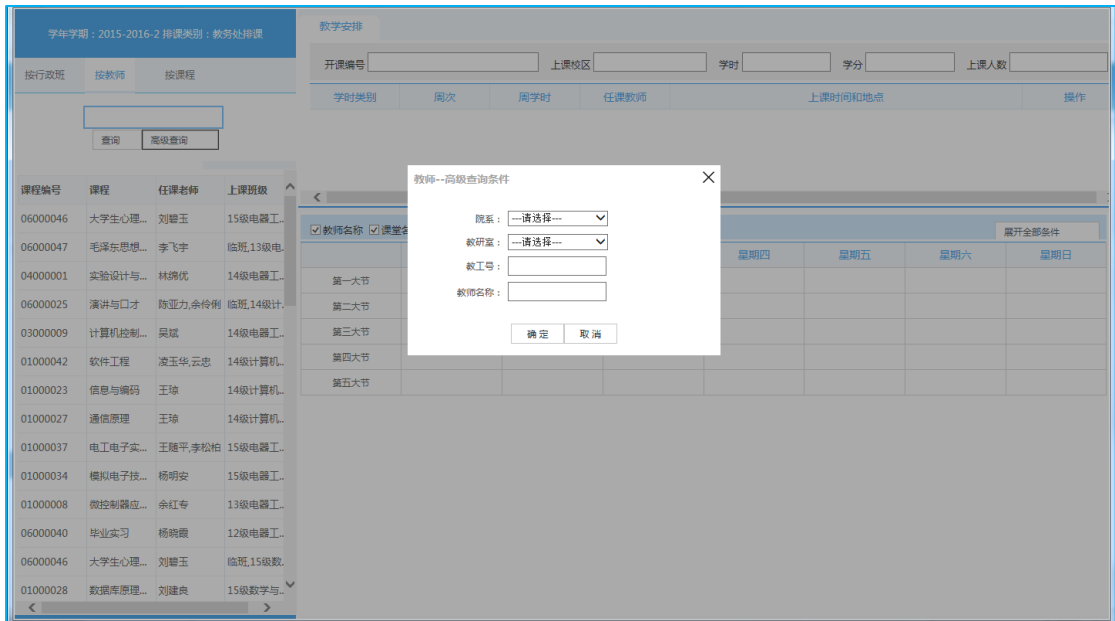 学年学期：2015-2016-2 排课类别：教务处排课
按行政班 按教师 按课程
查询 高级查询
课程编号 课程 任课老师 上课班级
06000046 大学生心理... 刘碧玉 15级电器工..
06000047 毛泽东思想... 李飞宇 临班,13级电.
04000001 实验设计与... 林绵优 14级电器工..
06000025 演讲与口才 陈亚力,余伶俐 临班,14级计.
03000009 计算机控制... 吴斌 14级电器工..
01000042 软件工程 凌玉华,云忠 14级计算机..
01000023 信息与编码 王琼 14级计算机..
01000027 通信原理 王琼 14级计算机..
01000037 电工电子实... 王随平,李松柏 15级电器工..
01000034 模拟电子技... 杨明安 15级电器工..
01000008 微控制器应... 余红专 13级电器工..
06000040 毕业实习 杨晓霞 12级电器工..
06000046 大学生心理... 刘碧玉 临班,15级数.
01000028 数据库原理... 刘建良 15级数学与..
教学安排
开课编号 上课校区 学时 学分 上课人数
学时类别 周次 周学时 任课教师 上课时间和地点 操作
教师名称 课堂名
展开全部条件
星期四 星期五 星期六 星期日
第一大节
第二大节
第三大节
第四大节
第五大节
教师--高级查询条件
院系： ---请选择---
教研室： ---请选择---
教工号：
教师名称：
确 定 取 消